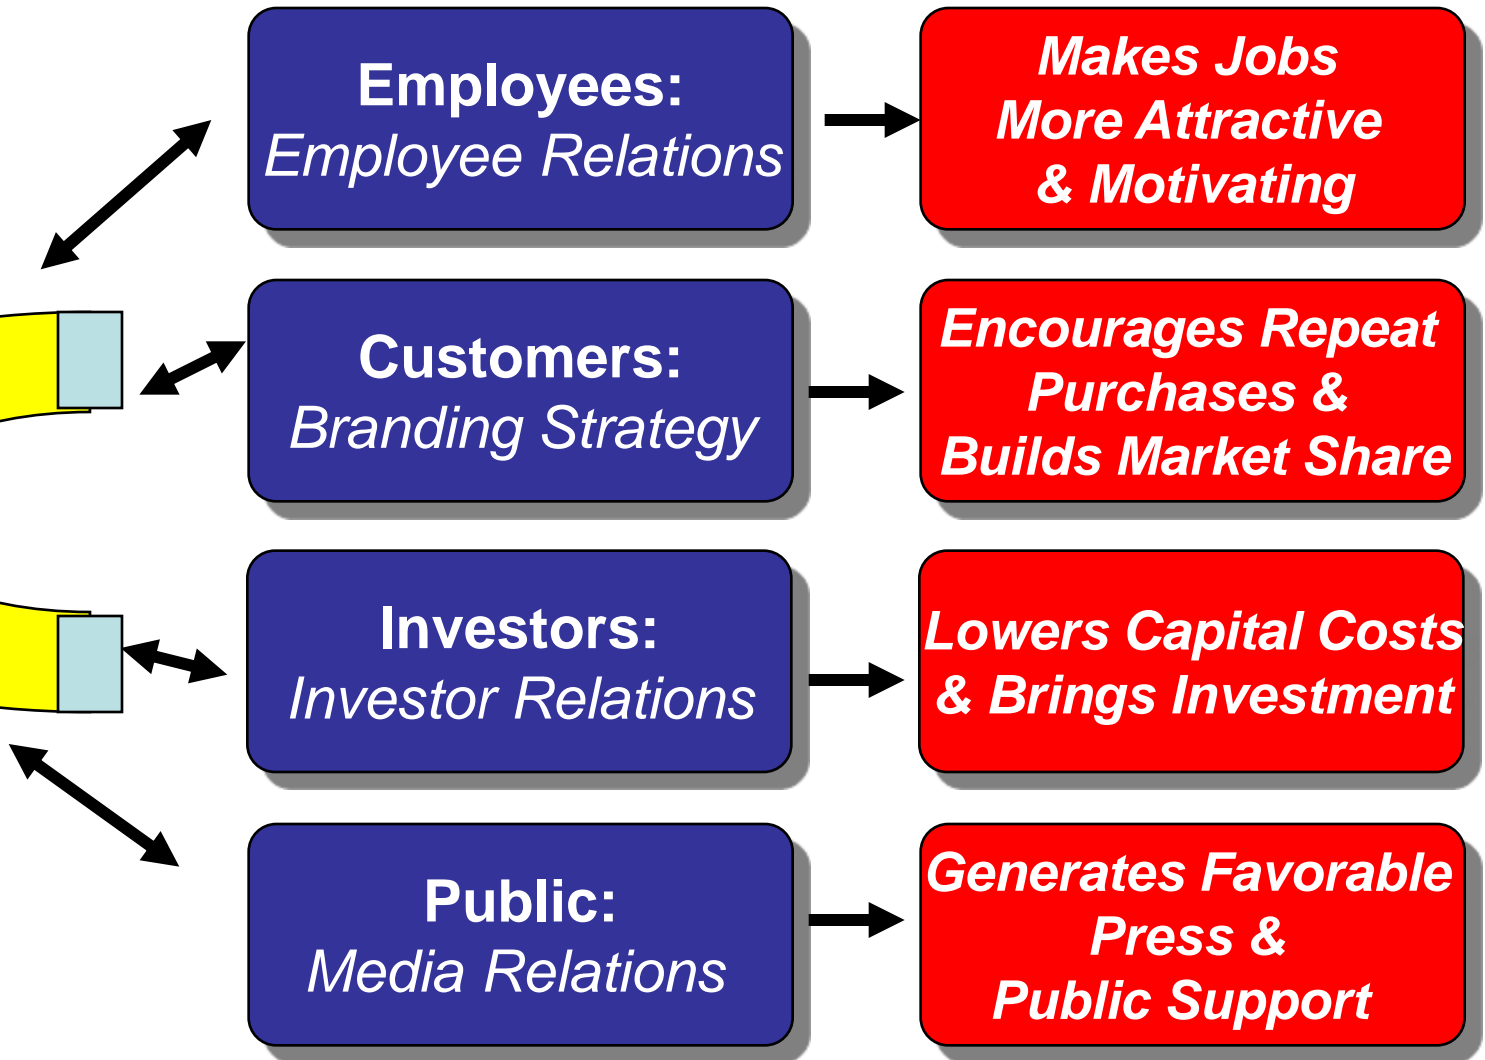 Employees:
Employee Relations
Makes Jobs
More Attractive
& Motivating
Customers:
Branding Strategy
Encourages Repeat
Purchases &
Builds Market Share
Investors:
Investor Relations
Lowers Capital Costs
& Brings Investment
Public:
Media Relations
Generates Favorable
Press &
Public Support